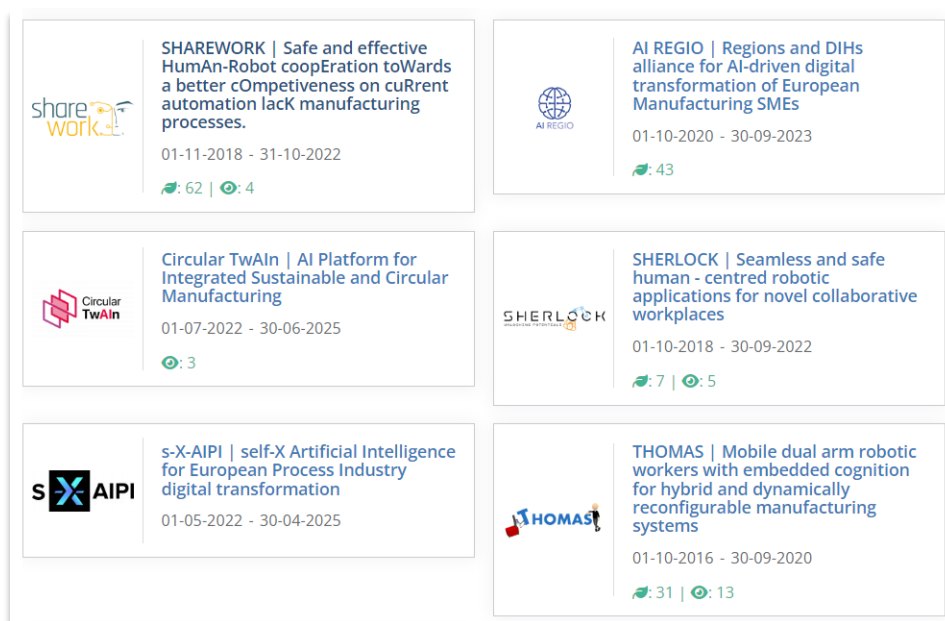 share
work
SHAREWORK | Safe and effective
HumAn-Robot coopEration toWards
a better cOmpetiveness on cuRrent
automation lacK manufacturing
processes.
01-11-2018 - 31-10-2022
: 62 | : 4
AI REGIO
AI REGIO | Regions and DIHs
alliance for AI-driven digital
transformation of European
Manufacturing SMEs
01-10-2020 - 30-09-2023
: 43
Circular
TwAIn
Circular TwAIn | AI Platform for
Integrated Sustainable and Circular
Manufacturing
01-07-2022 - 30-06-2025
: 3
SHERLOCK
SHERLOCK | Seamless and safe
human - centred robotic
applications for novel collaborative
workplaces
01-10-2018 - 30-09-2022
: 7 | : 5
S X AIPI
s-X-AIPI | self-X Artificial Intelligence
for European Process Industry
digital transformation
01-05-2022 - 30-04-2025
THOMAS
THOMAS | Mobile dual arm robotic
workers with embedded cognition
for hybrid and dynamically
reconfigurable manufacturing
systems
01-10-2016 - 30-09-2020
: 31 | : 13